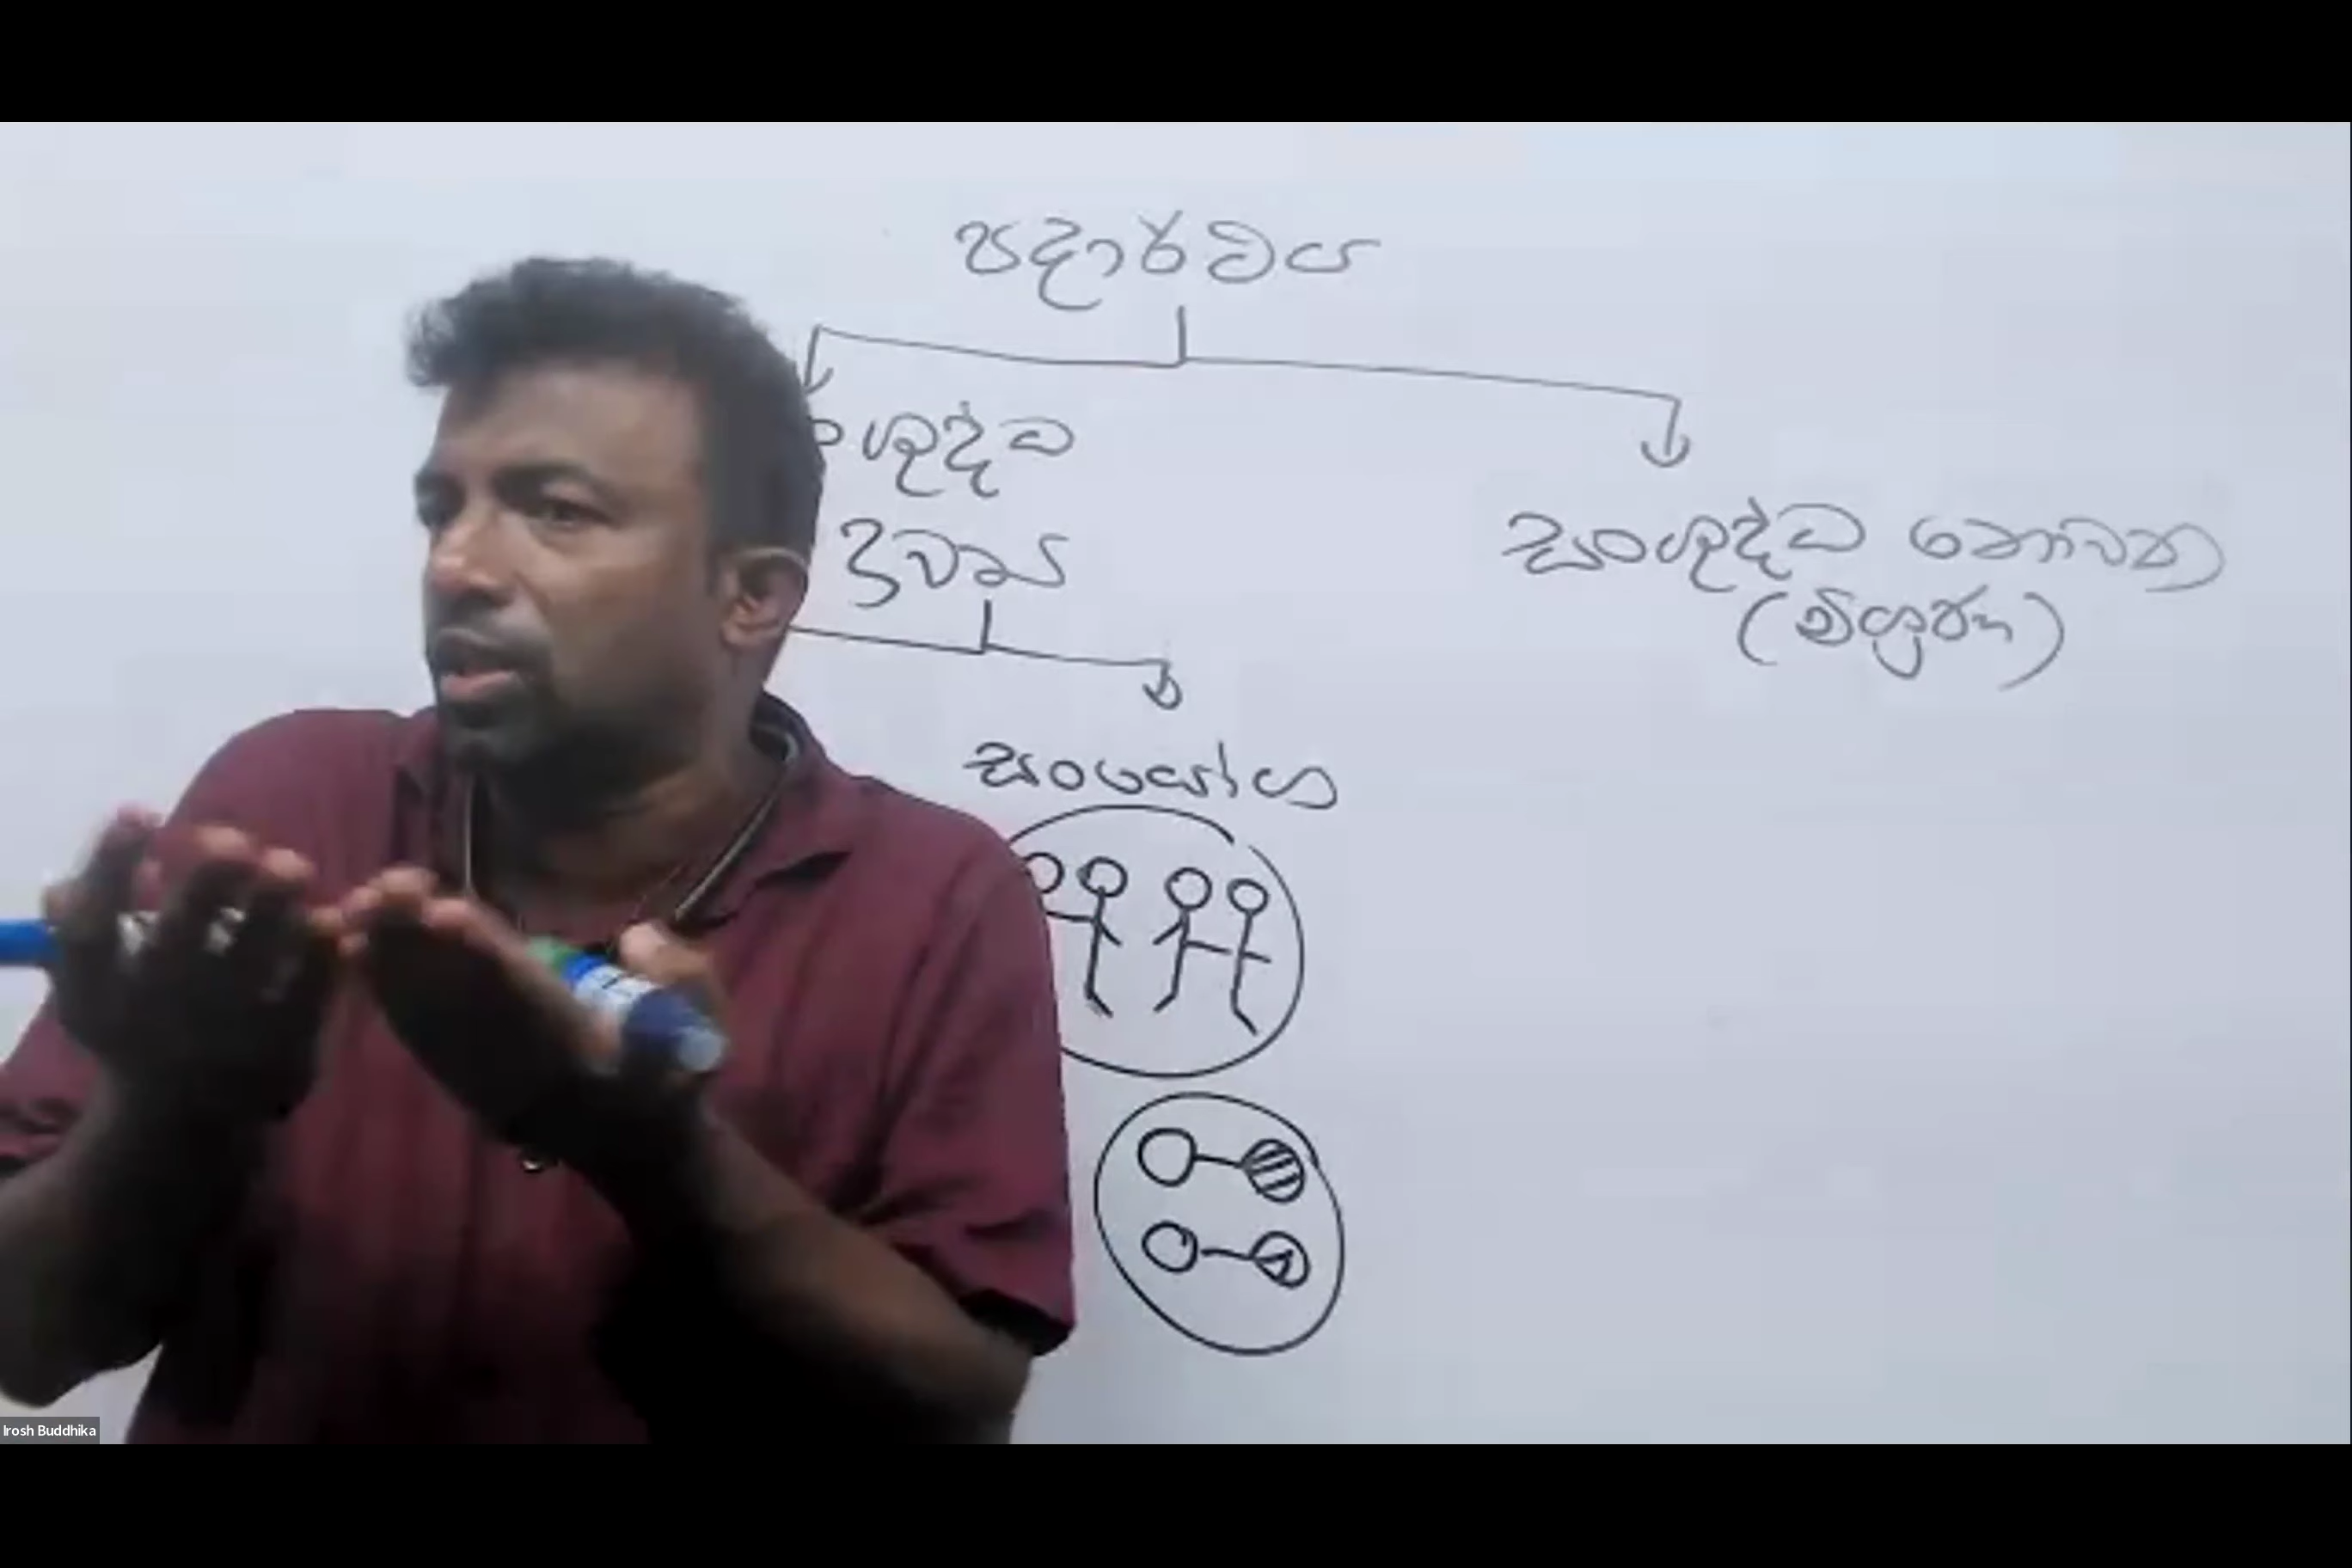 පදාර්ථය
සංශුද්ධ
ද්‍රව්‍ය
සංශුද්ධ නොවන
(මිශ්‍රණ)
සංයෝග
Irosh Buddhika